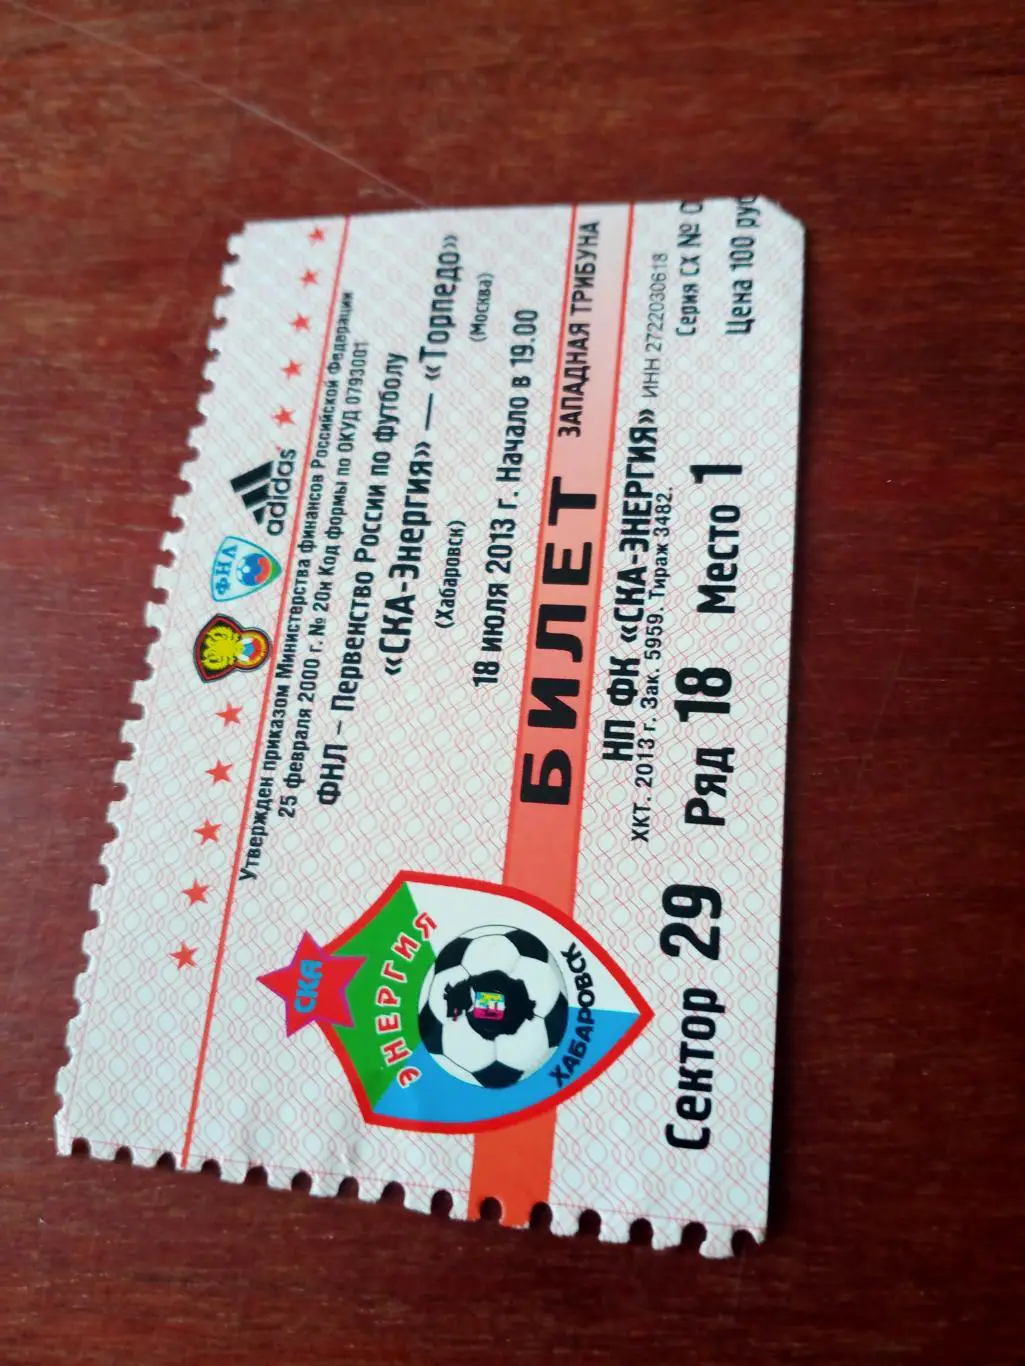 ФНЛ
adidas
Утвержден приказом Министерства финансов Российской Федерации
25 февраля 2000 г. № 20н Код формы по ОКУД 0793001
ФНЛ – Первенство России по футболу
«СКА-Энергия» — «Торпедо»
(Хабаровск) (Москва)
18 июля 2013 г. Начало в 19.00
БИЛЕТ ЗАПАДНАЯ ТРИБУНА
СКА
ЭНЕРГИЯ
ХАБАРОВСК
НП ФК «СКА-ЭНЕРГИЯ» ИНН 2722030618
ХКТ. 2013 г. Зак. 5959. Тираж 3482.
Серия СХ №
Сектор 29 Ряд 18 Место 1
Цена 100 руб